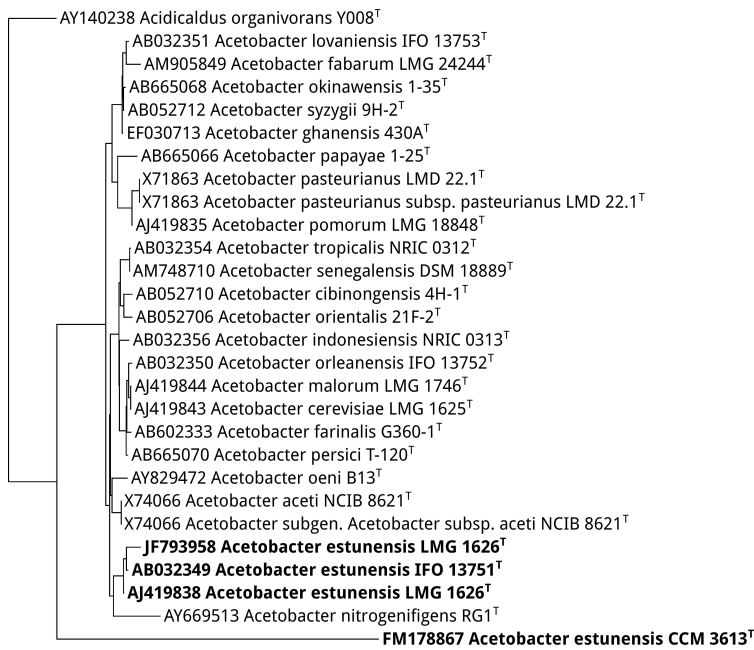 AY140238 Acidicaldus organivorans Y008ᵀ
AB032351 Acetobacter lovaniensis IFO 13753ᵀ
AM905849 Acetobacter fabarum LMG 24244ᵀ
AB665068 Acetobacter okinawensis 1-35ᵀ
AB052712 Acetobacter syzygii 9H-2ᵀ
EF030713 Acetobacter ghanensis 430Aᵀ
AB665066 Acetobacter papayae 1-25ᵀ
X71863 Acetobacter pasteurianus LMD 22.1ᵀ
X71863 Acetobacter pasteurianus subsp. pasteurianus LMD 22.1ᵀ
AJ419835 Acetobacter pomorum LMG 18848ᵀ
AB032354 Acetobacter tropicalis NRIC 0312ᵀ
AM748710 Acetobacter senegalensis DSM 18889ᵀ
AB052710 Acetobacter cibinongensis 4H-1ᵀ
AB052706 Acetobacter orientalis 21F-2ᵀ
AB032356 Acetobacter indonesiensis NRIC 0313ᵀ
AB032350 Acetobacter orleanensis IFO 13752ᵀ
AJ419844 Acetobacter malorum LMG 1746ᵀ
AJ419843 Acetobacter cerevisiae LMG 1625ᵀ
AB602333 Acetobacter farinalis G360-1ᵀ
AB665070 Acetobacter persici T-120ᵀ
AY829472 Acetobacter oeni B13ᵀ
X74066 Acetobacter aceti NCIB 8621ᵀ
X74066 Acetobacter subgen. Acetobacter subsp. aceti NCIB 8621ᵀ
JF793958 Acetobacter estunensis LMG 1626ᵀ
AB032349 Acetobacter estunensis IFO 13751ᵀ
AJ419838 Acetobacter estunensis LMG 1626ᵀ
AY669513 Acetobacter nitrogenifigens RG1ᵀ
FM178867 Acetobacter estunensis CCM 3613ᵀ